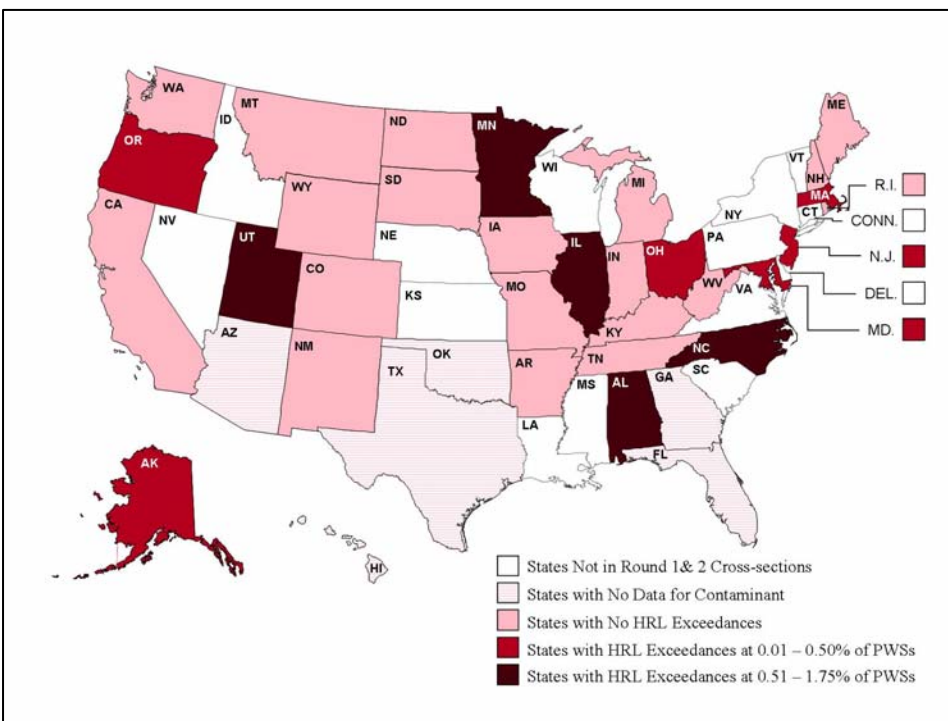 WA
MT
ID
OR
ND
MN
SD
WY
WI
MI
ME
VT
NH
MA
R.I.
CT
CONN.
NY
CA
NV
UT
NE
IA
IL
IN
OH
PA
N.J.
DEL.
MD.
CO
KS
MO
WV
VA
KY
AZ
NM
OK
TX
AR
TN
NC
SC
MS
AL
GA
LA
FL
AK
HI
States Not in Round 1& 2 Cross-sections
States with No Data for Contaminant
States with No HRL Exceedances
States with HRL Exceedances at 0.01 – 0.50% of PWSs
States with HRL Exceedances at 0.51 – 1.75% of PWSs